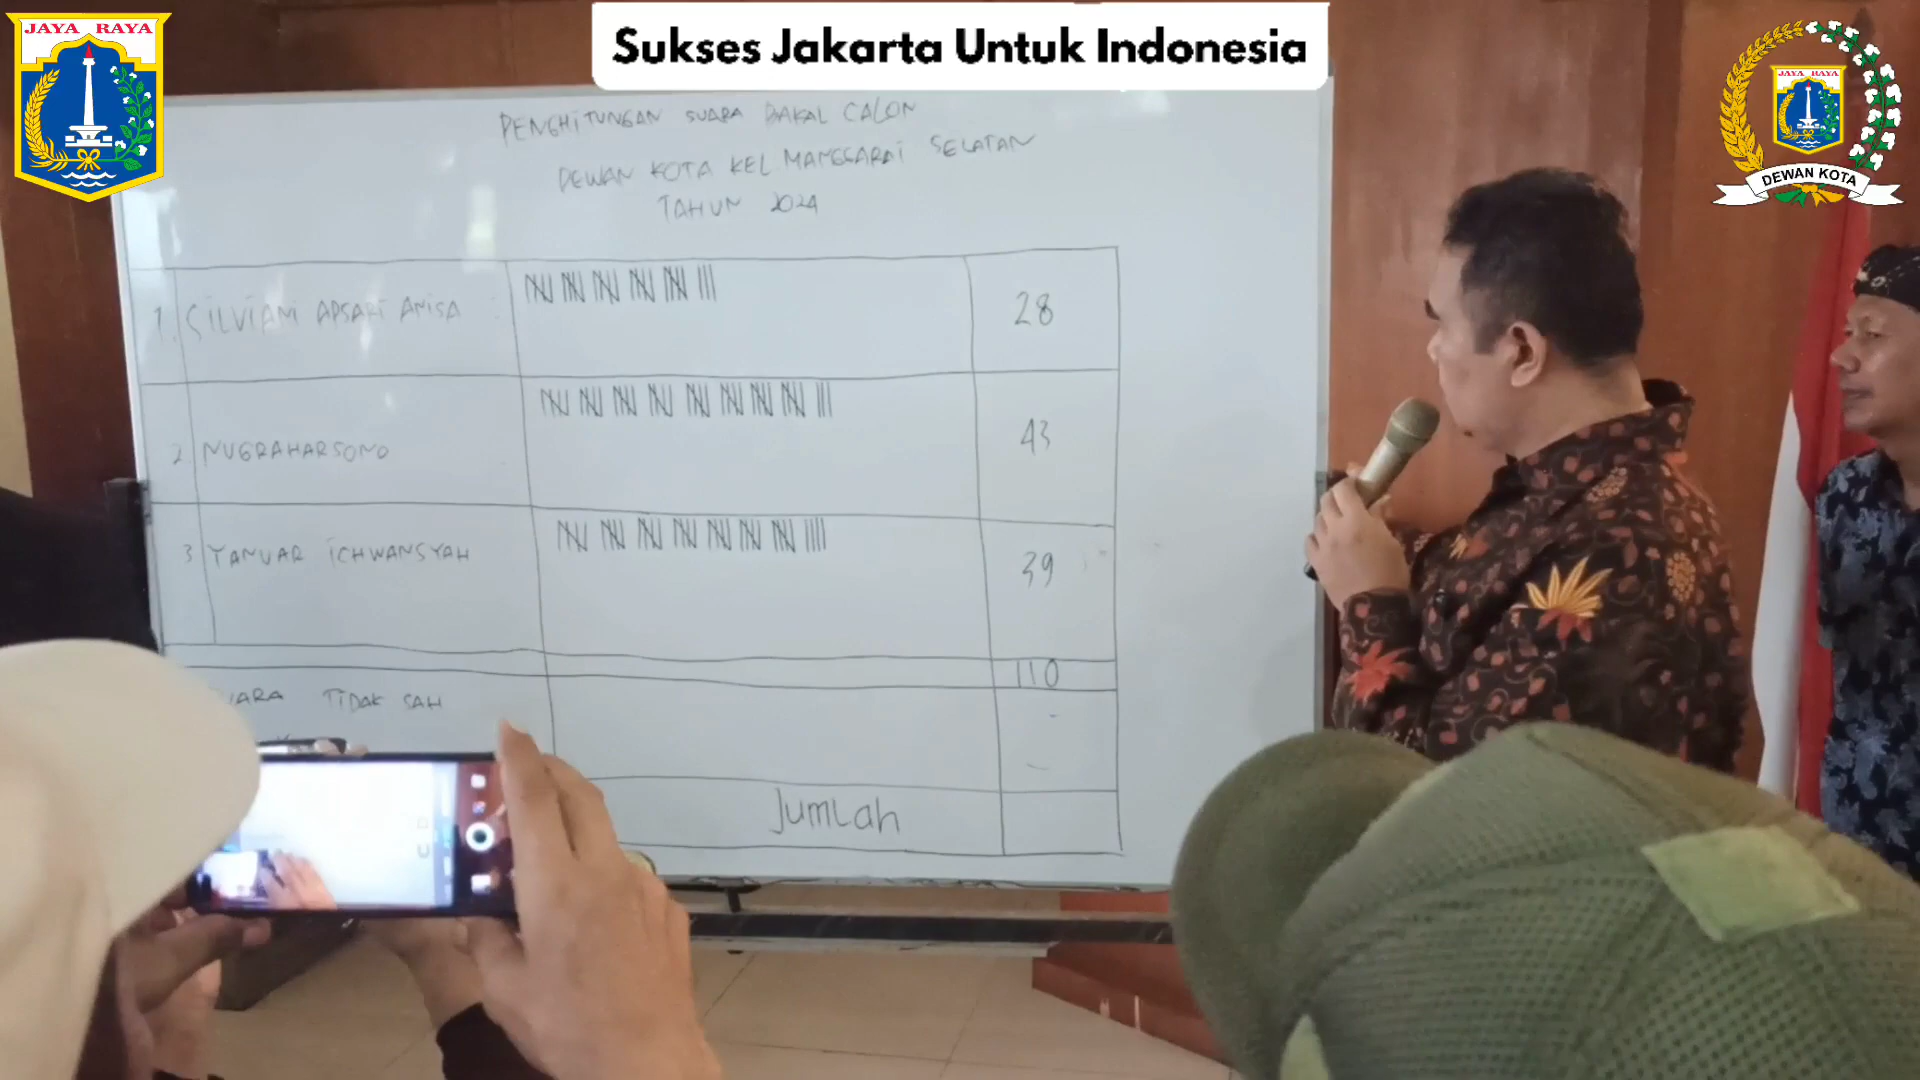 JAYA RAYA
Sukses Jakarta Untuk Indonesia
JAYA RAYA
DEWAN KOTA
PENGHITUNGAN SUARA BAKAL CALON
DEWAN KOTA KEL MANGGARAI SELATAN
TAHUN 2024
1. SILVIANI APSARI ANISA : 28
2 NUGRAHARSONO 43
3 YANUAR ICHWANSYAH 39
110
TIDAK SAH -
-
Jumlah